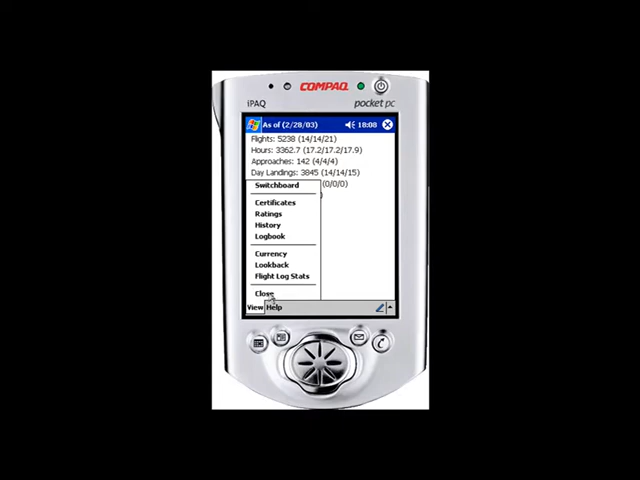 COMPAQ
iPAQ pocket pc
As of (2/28/03) 18:08
Flights: 5238 (14/14/21)
Hours: 3362.7 (17.2/17.2/17.9)
Approaches: 142 (4/4/4)
Day Landings: 3845 (14/14/15)
(0/0/0)
)
Switchboard
Certificates
Ratings
History
Logbook
Currency
Lookback
Flight Log Stats
Close
View Help